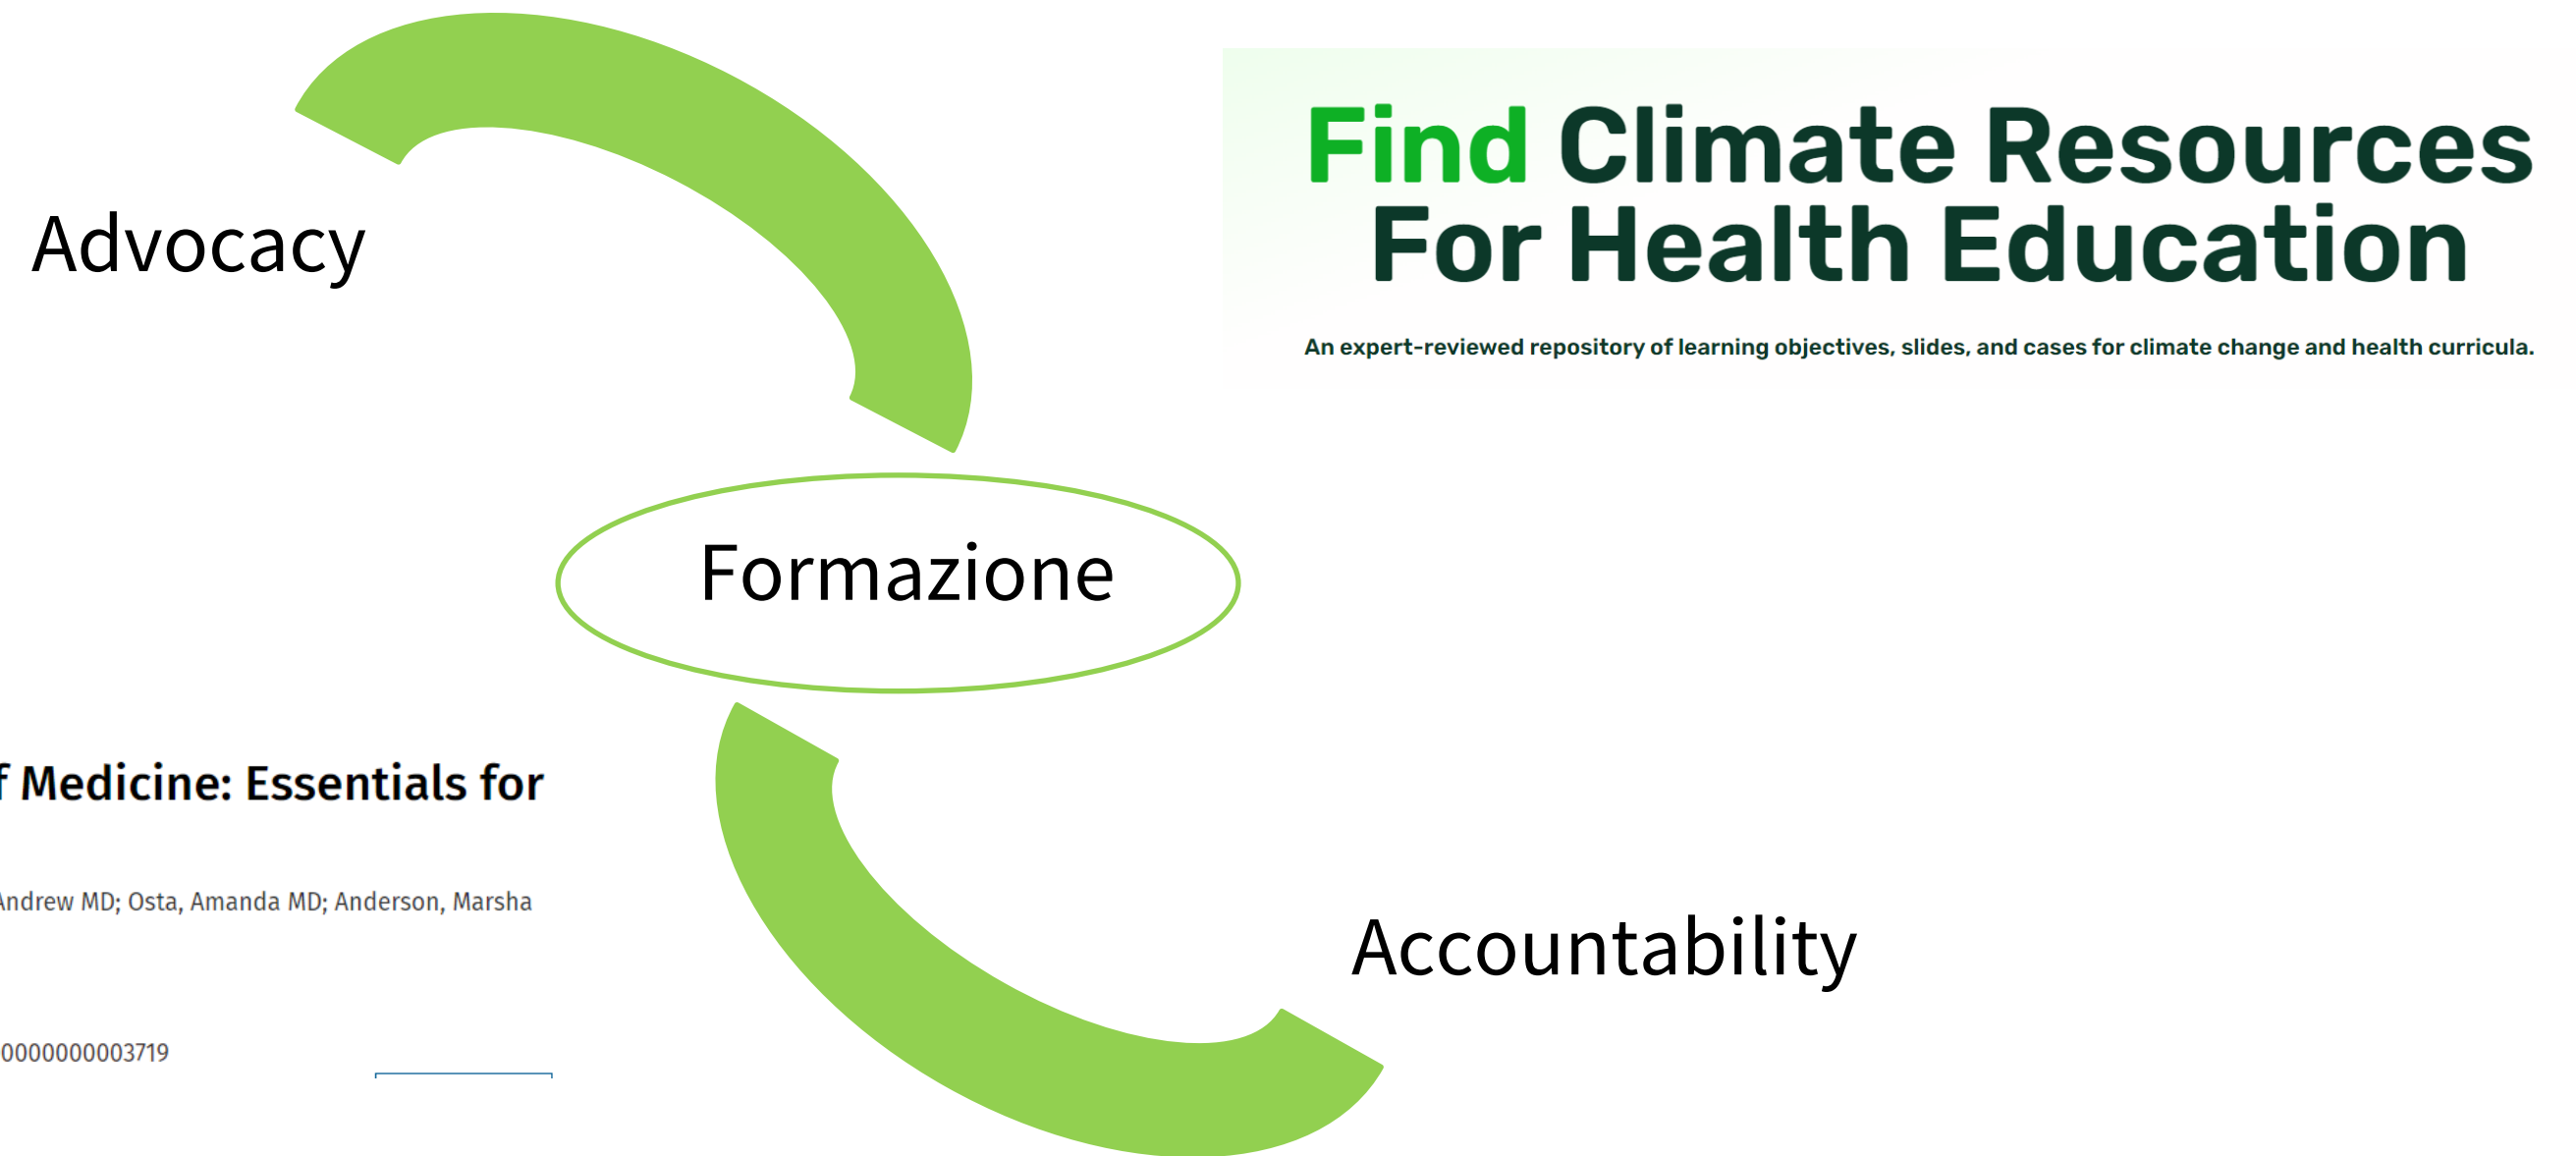 Find Climate Resources
For Health Education
An expert-reviewed repository of learning objectives, slides, and cases for climate change and health curricula.
Advocacy
Formazione
f Medicine: Essentials for
Andrew MD; Osta, Amanda MD; Anderson, Marsha
00000000003719
Accountability